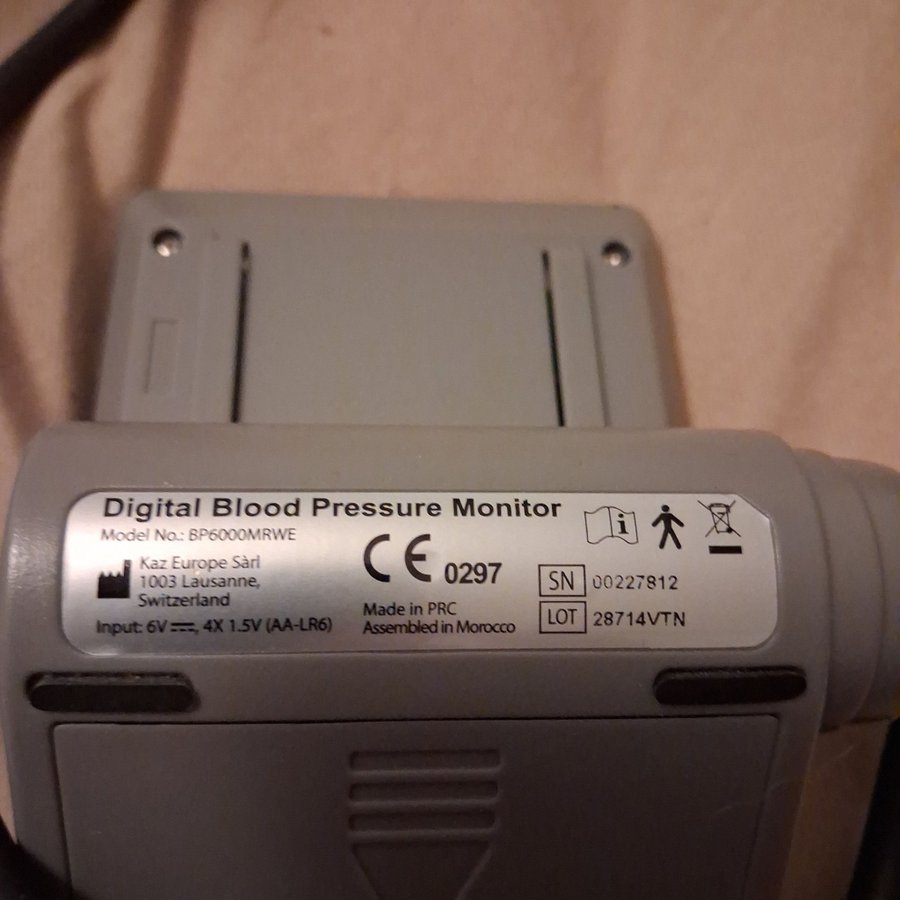 Digital Blood Pressure Monitor
Model No.: BP6000MRWE
Kaz Europe Sàrl
1003 Lausanne,
Switzerland
Input: 6V⎓, 4X 1.5V (AA-LR6)
CE 0297
Made in PRC
Assembled in Morocco
i
SN 00227812
LOT 28714VTN